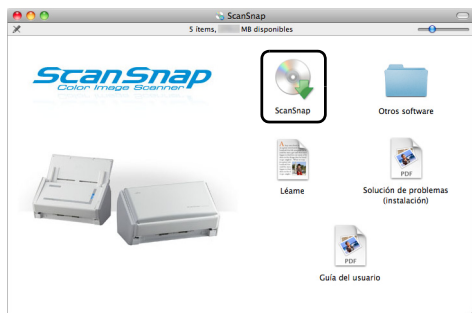 ScanSnap
5 ítems, MB disponibles
ScanSnap
Color Image Scanner
ScanSnap
Otros software
Léame
PDF
Solución de problemas
(instalación)
PDF
Guía del usuario